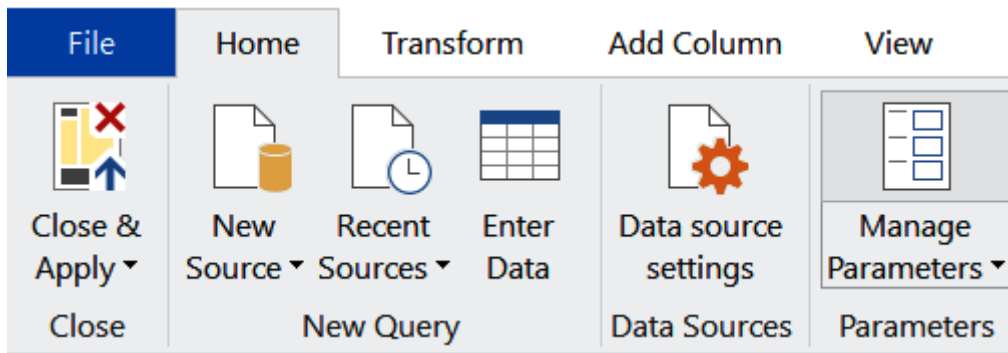 File Home Transform Add Column View
Close & Apply
New Source
Recent Sources
Enter Data
Data source settings
Manage Parameters
Close New Query Data Sources Parameters